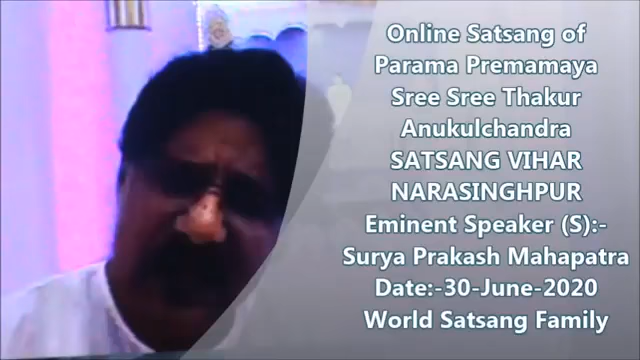 Online Satsang of
Parama Premamaya
Sree Sree Thakur
Anukulchandra
SATSANG VIHAR
NARASINGHPUR
Eminent Speaker (S):-
Surya Prakash Mahapatra
Date:-30-June-2020
World Satsang Family